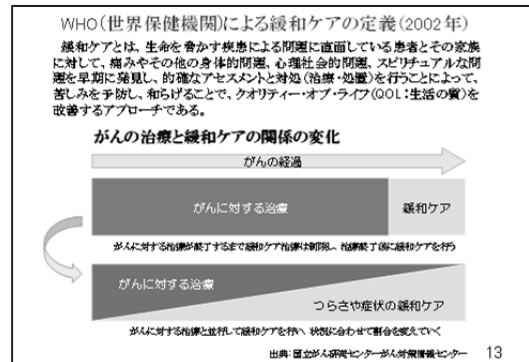 WHO(世界保健機関)による緩和ケアの定義(2002年)
緩和ケアとは、生命を脅かす疾患による問題に直面している患者とその家族
に対して、痛みやその他の身体的問題、心理社会的問題、スピリチュアルな問
題を早期に発見し、的確なアセスメントと対処(治療・処置)を行うことによって、
苦しみを予防し、和らげることで、クオリティー・オブ・ライフ(QOL:生活の質)を
改善するアプローチである。
がんの治療と緩和ケアの関係の変化
がんの経過
がんに対する治療
緩和ケア
がんに対する治療が終了するまで緩和ケア治療は制限し、治療終了後に緩和ケアを行う
がんに対する治療
つらさや症状の緩和ケア
がんに対する治療と並行して緩和ケアを行い、状況に合わせて割合を変えていく
出典:国立がん研究センターがん対策情報センター
13